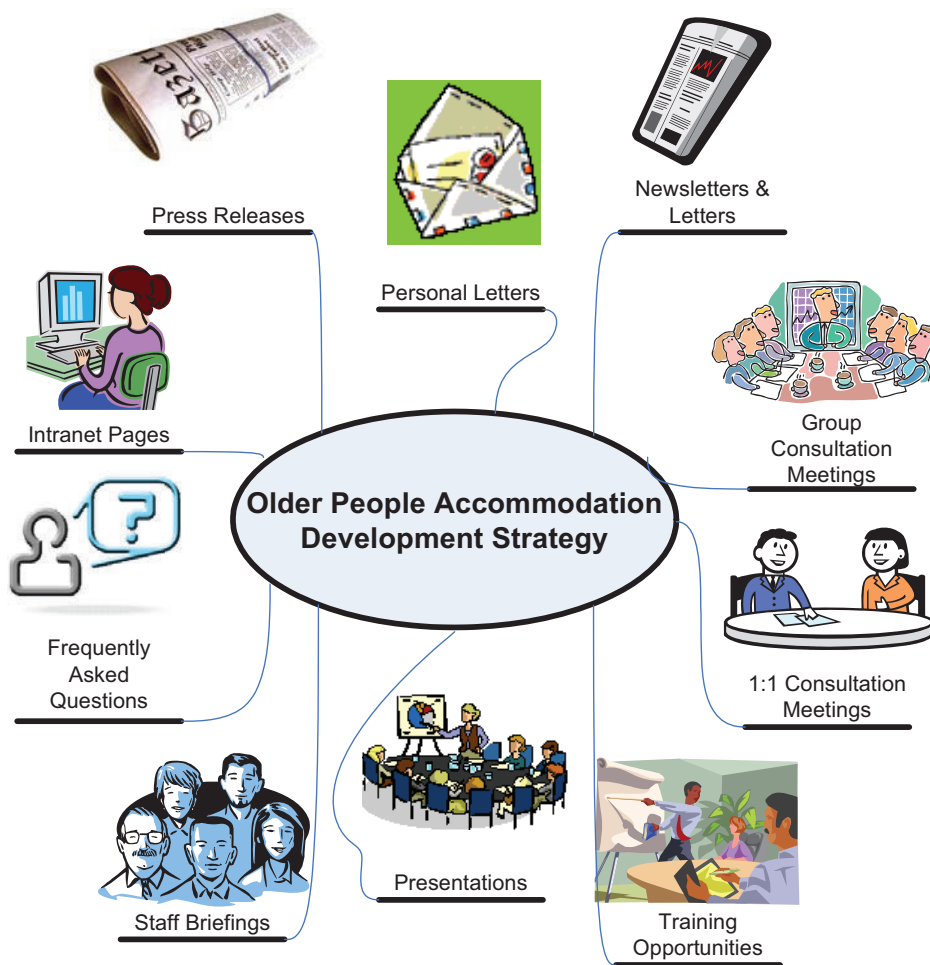 Gazett
Press Releases
Personal Letters
Newsletters &
Letters
Intranet Pages
Group
Consultation
Meetings
Older People Accommodation
Development Strategy
?
Frequently
Asked
Questions
1:1 Consultation
Meetings
Staff Briefings
Presentations
Training
Opportunities